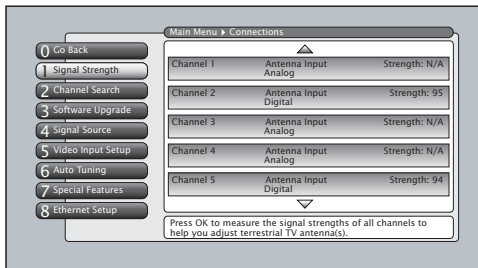 Main Menu ▶ Connections
0 Go Back
1 Signal Strength
2 Channel Search
3 Software Upgrade
4 Signal Source
5 Video Input Setup
6 Auto Tuning
7 Special Features
8 Ethernet Setup
Channel 1 Antenna Input Strength: N/A
Analog
Channel 2 Antenna Input Strength: 95
Digital
Channel 3 Antenna Input Strength: N/A
Analog
Channel 4 Antenna Input Strength: N/A
Analog
Channel 5 Antenna Input Strength: 94
Digital
Press OK to measure the signal strengths of all channels to
help you adjust terrestrial TV antenna(s).